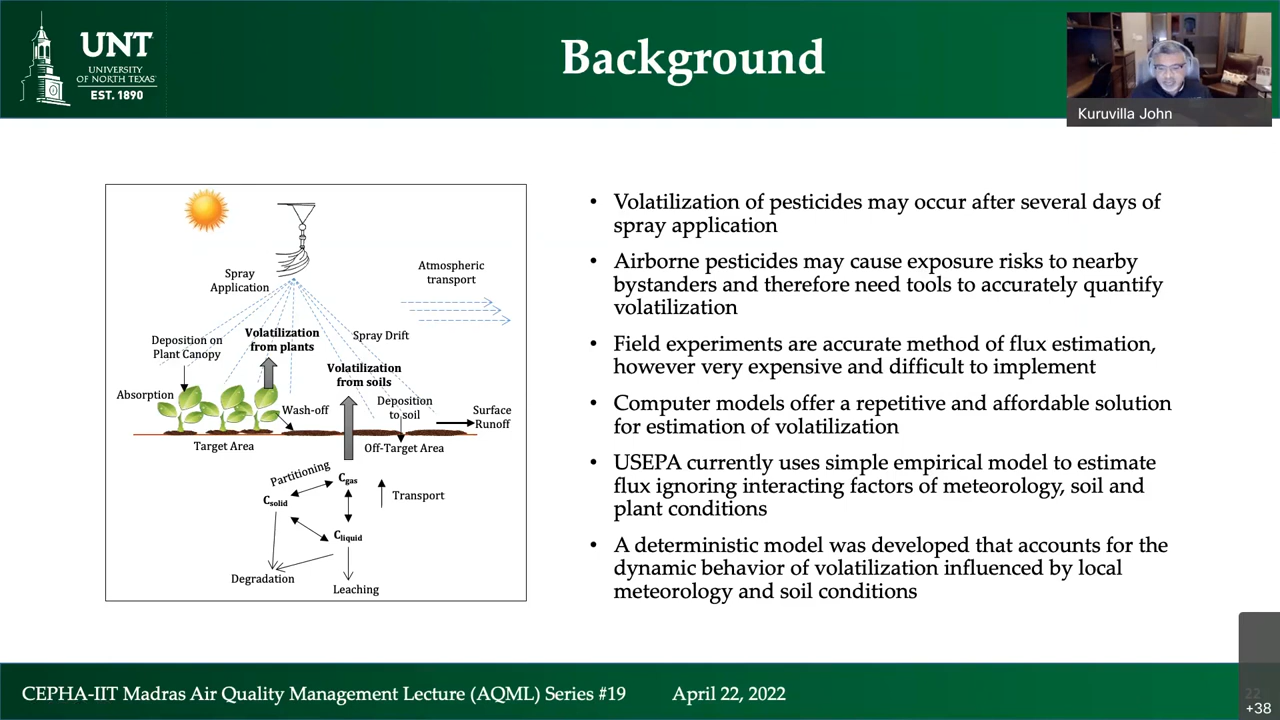 UNT
UNIVERSITY
OF NORTH TEXAS
EST. 1890
Background
Kuruvilla John
Spray
Application
Atmospheric
transport
Deposition on
Plant Canopy
Volatilization
from plants
Spray Drift
Volatilization
from soils
Absorption
Wash-off
Deposition
to soil
Surface
Runoff
Target Area
Off-Target Area
Partitioning
Cgas
Csolid
Transport
Cliquid
Degradation
Leaching
• Volatilization of pesticides may occur after several days of
spray application
• Airborne pesticides may cause exposure risks to nearby
bystanders and therefore need tools to accurately quantify
volatilization
• Field experiments are accurate method of flux estimation,
however very expensive and difficult to implement
• Computer models offer a repetitive and affordable solution
for estimation of volatilization
• USEPA currently uses simple empirical model to estimate
flux ignoring interacting factors of meteorology, soil and
plant conditions
• A deterministic model was developed that accounts for the
dynamic behavior of volatilization influenced by local
meteorology and soil conditions
CEPHA-IIT Madras Air Quality Management Lecture (AQML) Series #19
April 22, 2022
22
+38